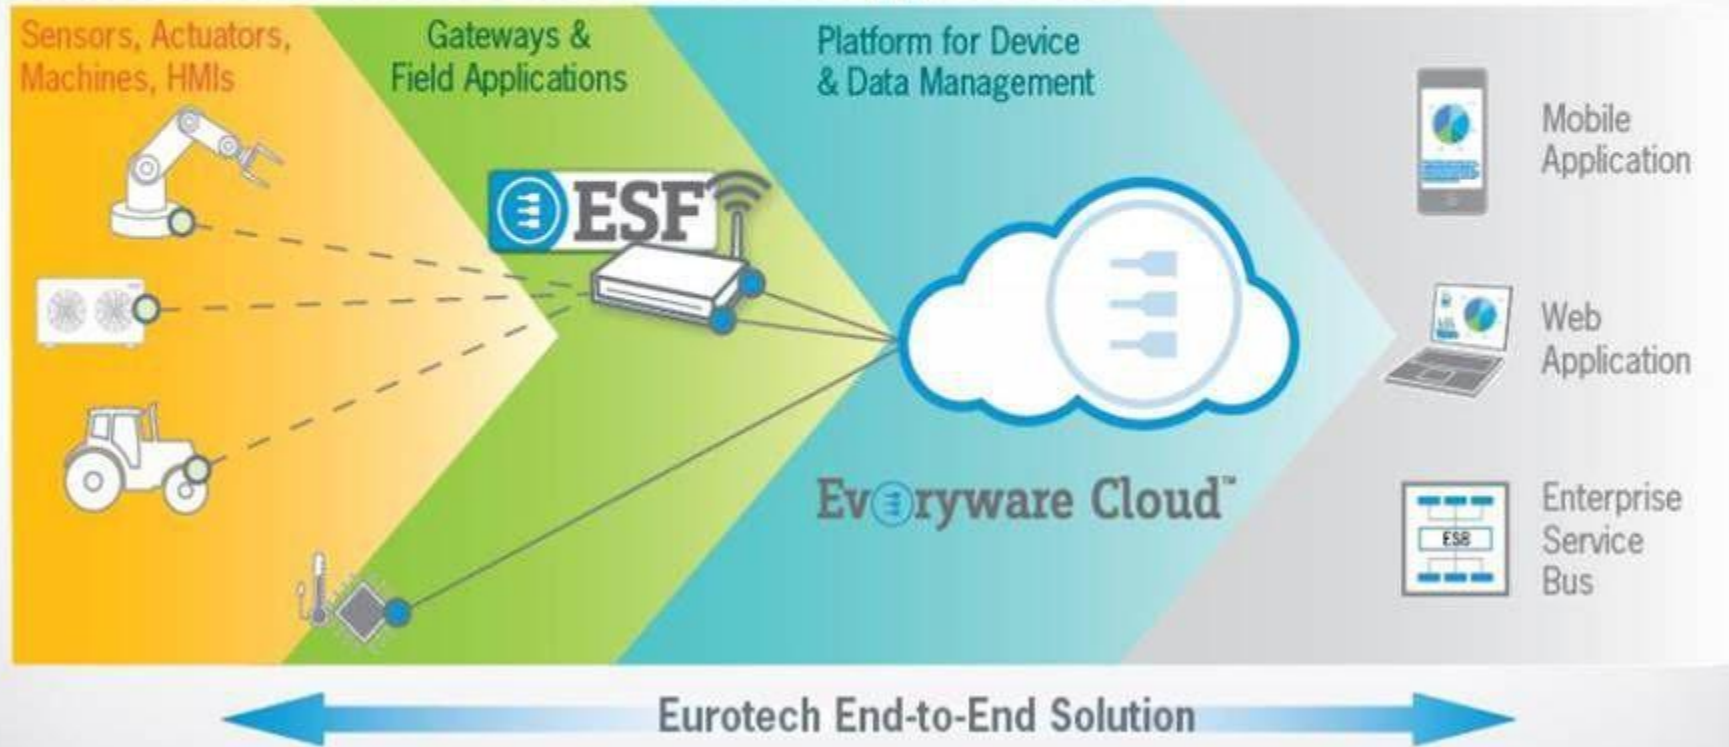 Sensors, Actuators,
Machines, HMIs
Gateways &
Field Applications
Platform for Device
& Data Management
ESF
Everyware Cloud™
Mobile
Application
Web
Application
ESB
Enterprise
Service
Bus
Eurotech End-to-End Solution